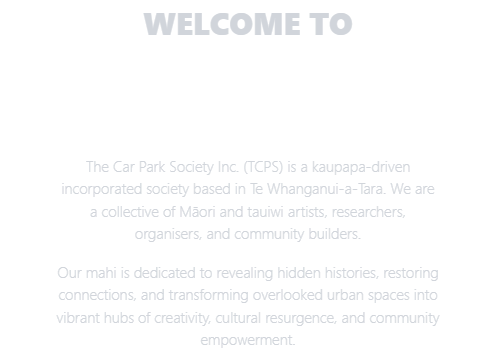 WELCOME TO
The Car Park Society Inc. (TCPS) is a kaupapa-driven
incorporated society based in Te Whanganui-a-Tara. We are
a collective of Māori and tauiwi artists, researchers,
organisers, and community builders.
Our mahi is dedicated to revealing hidden histories, restoring
connections, and transforming overlooked urban spaces into
vibrant hubs of creativity, cultural resurgence, and community
empowerment.